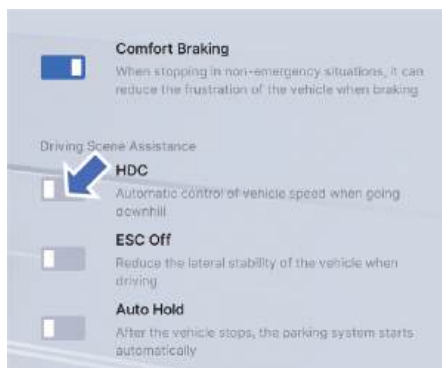 Comfort Braking
When stopping in non-emergency situations, it can
reduce the frustration of the vehicle when braking
Driving Scene Assistance
HDC
Automatic control of vehicle speed when going
downhill
ESC Off
Reduce the lateral stability of the vehicle when
driving
Auto Hold
After the vehicle stops, the parking system starts
automatically